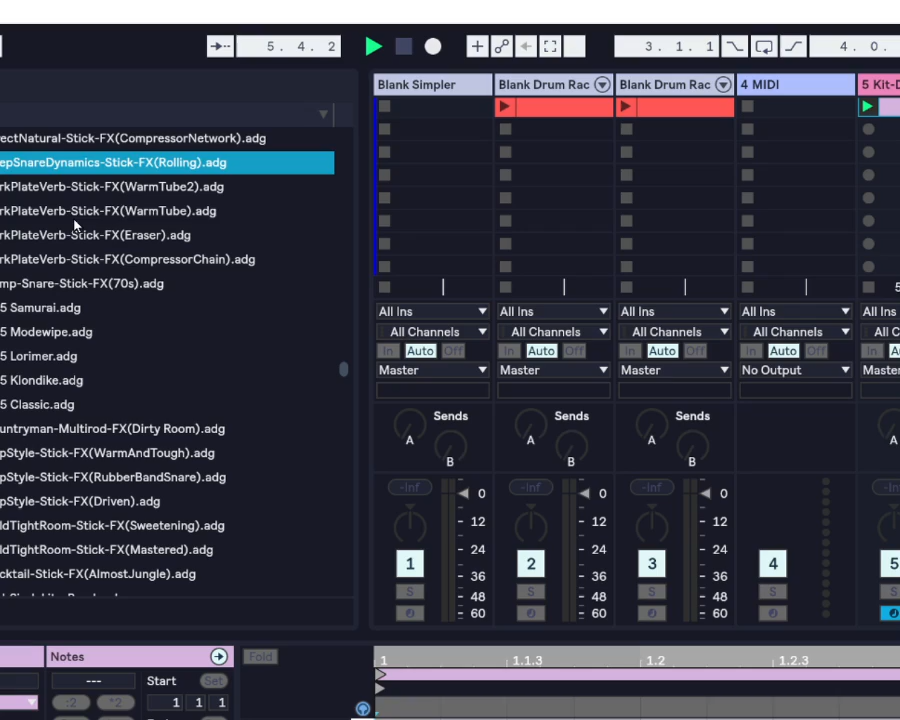 5. 4. 2
3. 1. 1
4. 0.
Blank Simpler
Blank Drum Rac
Blank Drum Rac
4 MIDI
5 Kit-D
ectNatural-Stick-FX(CompressorNetwork).adg
epSnareDynamics-Stick-FX(Rolling).adg
rkPlateVerb-Stick-FX(WarmTube2).adg
rkPlateVerb-Stick-FX(WarmTube).adg
rkPlateVerb-Stick-FX(Eraser).adg
rkPlateVerb-Stick-FX(CompressorChain).adg
mp-Snare-Stick-FX(70s).adg
5 Samurai.adg
5 Modewipe.adg
5 Lorimer.adg
5 Klondike.adg
5 Classic.adg
untryman-Multirod-FX(Dirty Room).adg
pStyle-Stick-FX(WarmAndTough).adg
pStyle-Stick-FX(RubberBandSnare).adg
pStyle-Stick-FX(Driven).adg
ldTightRoom-Stick-FX(Sweetening).adg
ldTightRoom-Stick-FX(Mastered).adg
cktail-Stick-FX(AlmostJungle).adg
5
All Ins All Ins All Ins All Ins All Ins
All Channels All Channels All Channels All Channels All C
In Auto Off In Auto Off In Auto Off In Auto Off In Au
Master Master Master No Output Master
Sends Sends Sends
A A A A
B B B
-Inf 0 -Inf 0 -Inf 0 -In
12 12 12
24 24 24
1 2 3 4 5
36 36 36
S 48 S 48 S 48 S S
60 60 60
Notes
Fold
1 1.1.3 1.2 1.2.3
--- Start Set
:2 *2 1 1 1